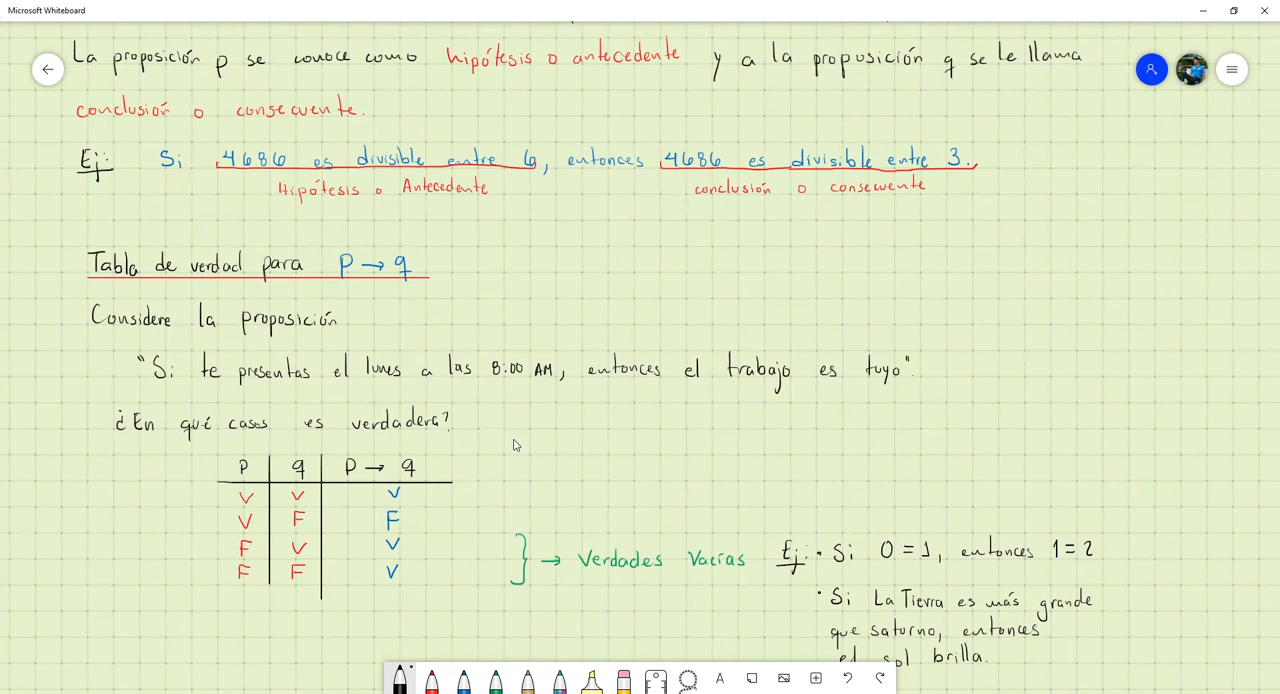 Microsoft Whiteboard
La proposición p se conoce como hipótesis o antecedente y a la proposición q se le llama
conclusión o consecuente.
Ej: Si 4686 es divisible entre 6, entonces 4686 es divisible entre 3.
Hipótesis o Antecedente conclusión o consecuente
Tabla de verdad para P → q
Considere la proposición
"Si te presentas el lunes a las 8:00 AM, entonces el trabajo es tuyo".
¿En qué casos es verdadera?
P q P → q
V V V
V F F
F V V
F F V
} → Verdades Vacías
Ej: • Si 0 = 1, entonces 1 = 2
• Si La Tierra es más grande
que saturno, entonces
el sol brilla.